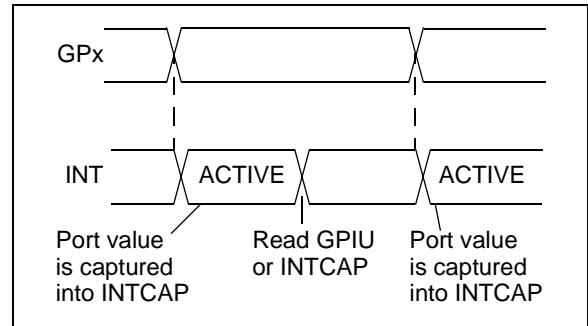 GPx
INT
ACTIVE
ACTIVE
Port value
is captured
into INTCAP
Read GPIU
or INTCAP
Port value
is captured
into INTCAP